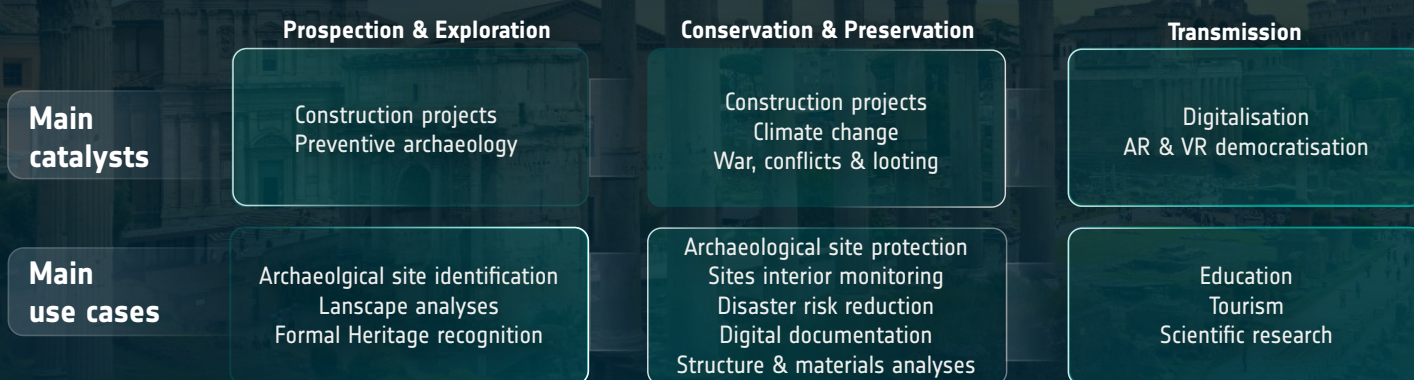 Prospection & Exploration
Conservation & Preservation
Transmission
Main
catalysts
Construction projects
Preventive archaeology
Construction projects
Climate change
War, conflicts & looting
Digitalisation
AR & VR democratisation
Main
use cases
Archaeolgical site identification
Lanscape analyses
Formal Heritage recognition
Archaeological site protection
Sites interior monitoring
Disaster risk reduction
Digital documentation
Structure & materials analyses
Education
Tourism
Scientific research